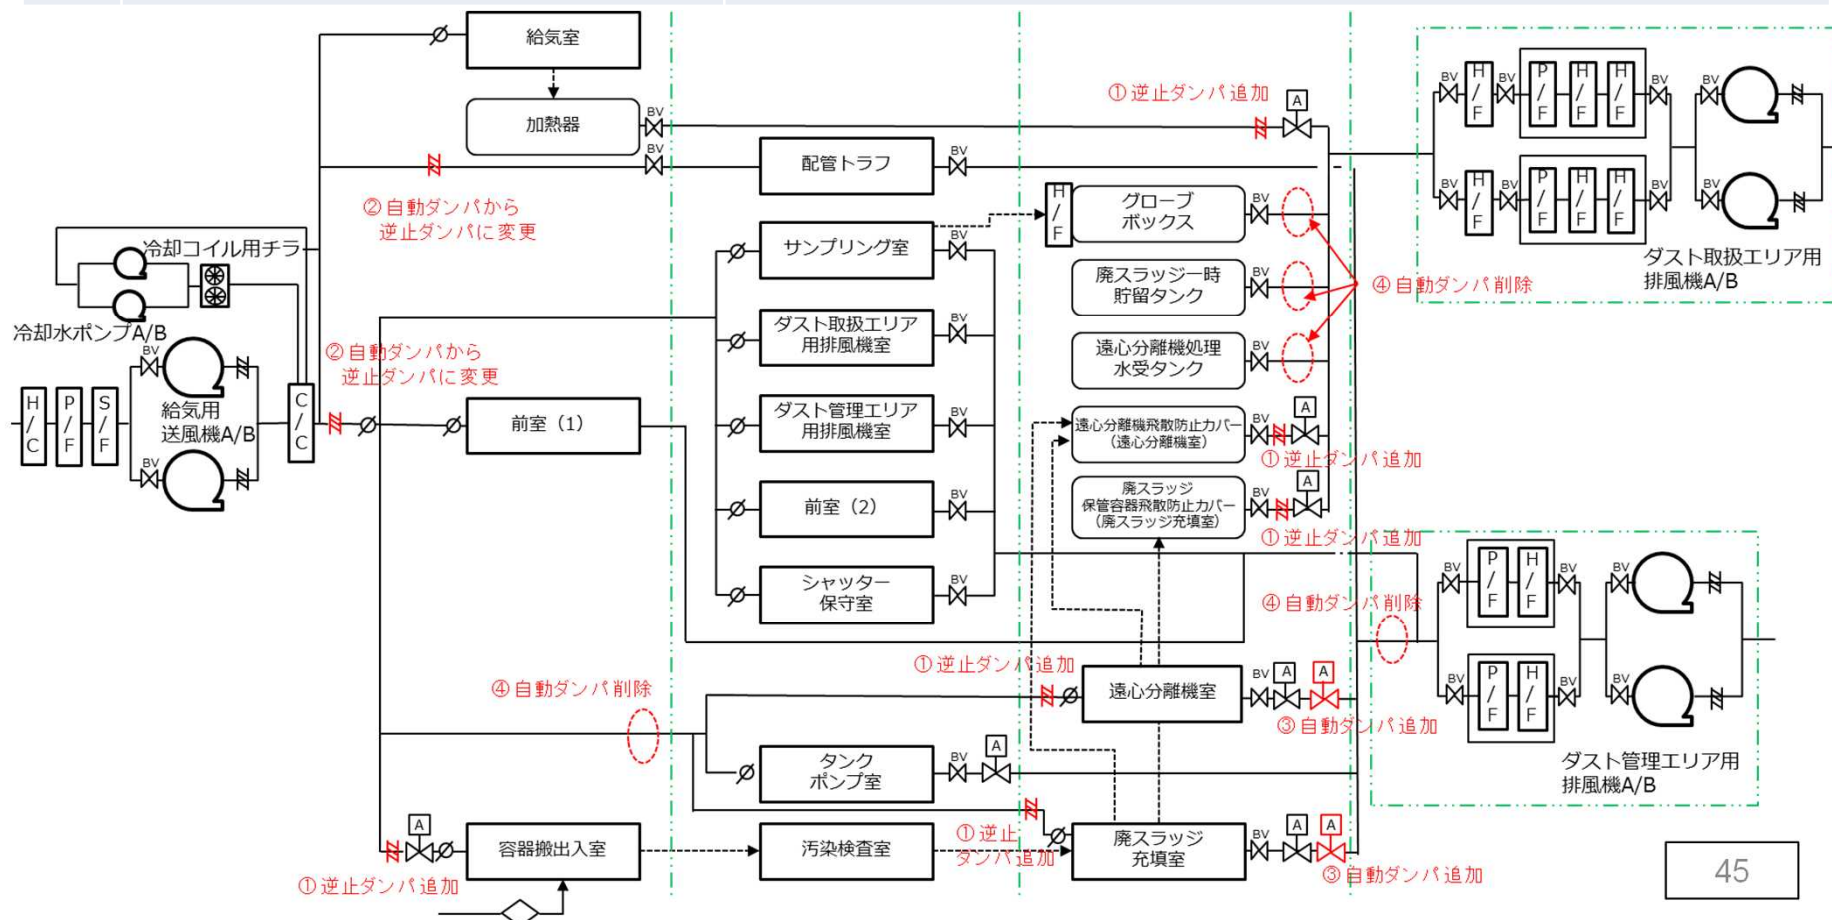 給気室
加熱器
BV
BV
配管トラフ
BV
①逆止ダンパ追加
A
②自動ダンパから
逆止ダンパに変更
冷却コイル用チラ
冷却水ポンプA/B
H/C
P/F
S/F
BV
BV
給気用
送風機A/B
C/C
②自動ダンパから
逆止ダンパに変更
前室（1）
サンプリング室
BV
ダスト取扱エリア
用排風機室
BV
ダスト管理エリア
用排風機室
BV
前室（2）
BV
シャッター
保守室
BV
H/F
グローブ
ボックス
BV
廃スラッジ一時
貯留タンク
BV
遠心分離機処理
水受タンク
BV
④自動ダンパ削除
遠心分離機飛散防止カバー
（遠心分離機室）
BV
A
①逆止ダンパ追加
廃スラッジ
保管容器飛散防止カバー
（廃スラッジ充填室）
BV
A
①逆止ダンパ追加
BV
H/F
BV
P/F
H/F
H/F
BV
BV
BV
H/F
BV
P/F
H/F
H/F
BV
BV
ダスト取扱エリア用
排風機A/B
④自動ダンパ削除
BV
P/F
H/F
BV
BV
BV
P/F
H/F
BV
BV
ダスト管理エリア用
排風機A/B
①逆止ダンパ追加
遠心分離機室
BV
A
A
③自動ダンパ追加
④自動ダンパ削除
タンク
ポンプ室
BV
A
A
容器搬出入室
①逆止ダンパ追加
汚染検査室
①逆止
ダンパ追加
廃スラッジ
充填室
BV
A
A
③自動ダンパ追加
45